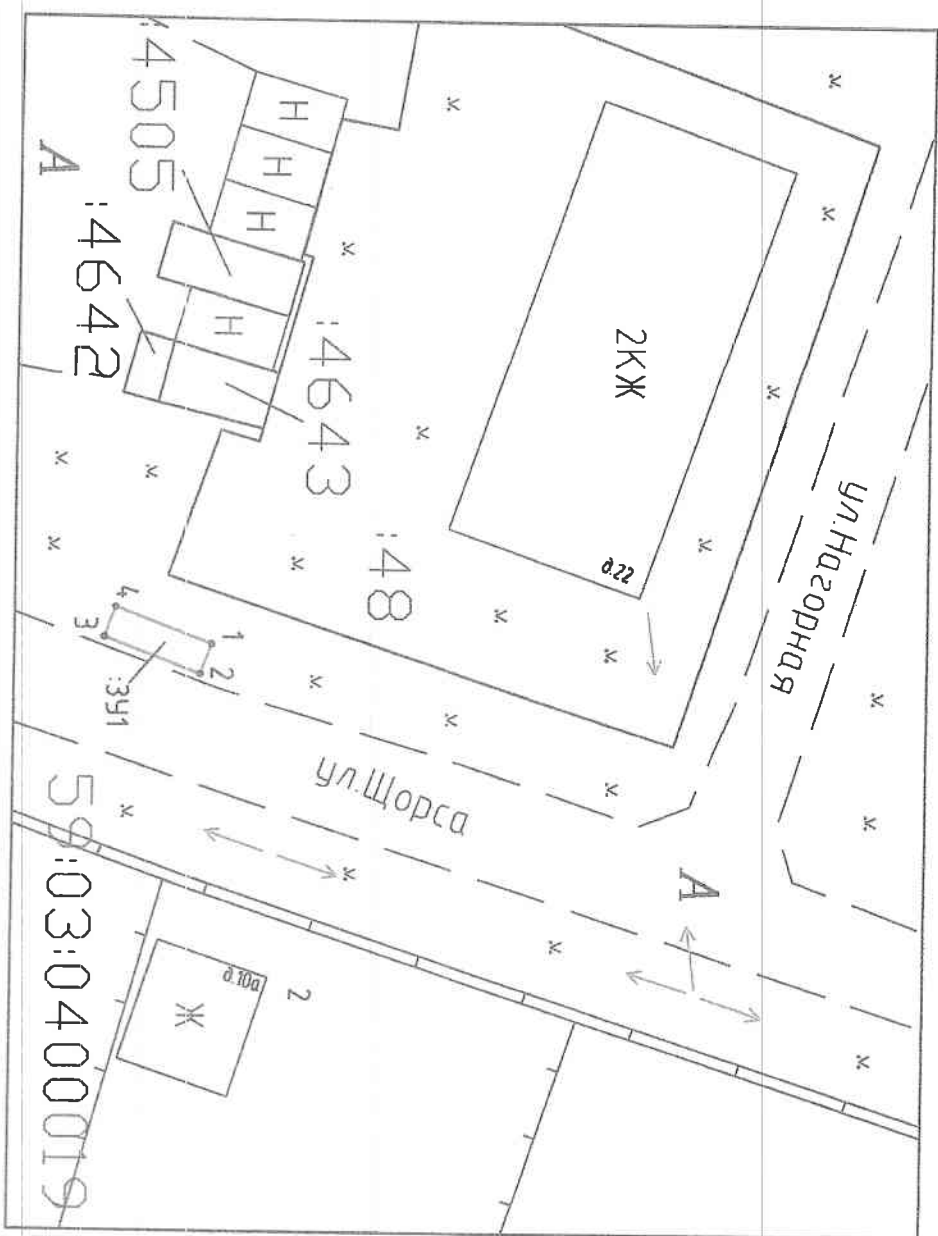 ул.Нагорная
2КЖ
д.22
А
:48
ул.Щорса
:4643
Н
Н
Н
Н
:4505
:4642
А
1
2
3
4
:ЗУ1
2
д.10а
Ж
59:03:0400019